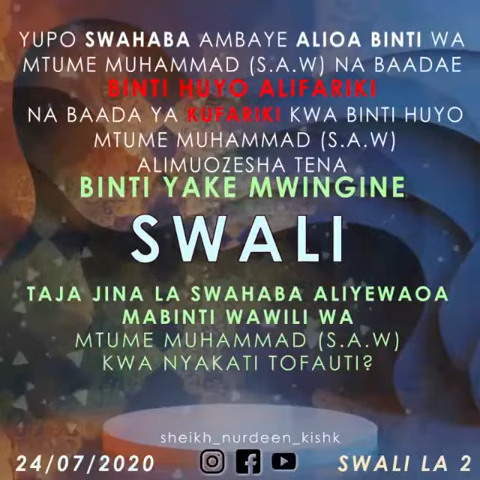 YUPO SWAHABA AMBAYE ALIOA BINTI WA
MTUME MUHAMMAD (S.A.W) NA BAADAE
BINTI HUYO ALIFARIKI
NA BAADA YA KUFARIKI KWA BINTI HUYO
MTUME MUHAMMAD (S.A.W)
ALIMUOZESHA TENA
BINTI YAKE MWINGINE
SWALI
TAJA JINA LA SWAHABA ALIYEWAOA
MABINTI WAWILI WA
MTUME MUHAMMAD (S.A.W)
KWA NYAKATI TOFAUTI?
sheikh_nurdeen_kishk
24/07/2020
SWALI LA 2